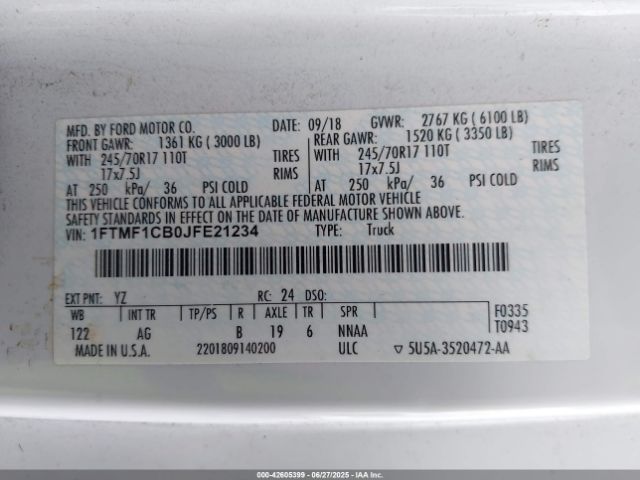 MFD. BY FORD MOTOR CO. DATE: 09/18 GVWR: 2767 KG ( 6100 LB)
FRONT GAWR: 1361 KG ( 3000 LB) REAR GAWR: 1520 KG ( 3350 LB)
WITH 245/70R17 110T TIRES WITH 245/70R17 110T TIRES
17x7.5J RIMS 17x7.5J RIMS
AT 250 kPa/ 36 PSI COLD AT 250 kPa/ 36 PSI COLD
THIS VEHICLE CONFORMS TO ALL APPLICABLE FEDERAL MOTOR VEHICLE
SAFETY STANDARDS IN EFFECT ON THE DATE OF MANUFACTURE SHOWN ABOVE.
VIN: 1FTMF1CB0JFE21234 TYPE: Truck
EXT PNT: YZ RC: 24 DSO:
WB INT TR TP/PS R AXLE TR SPR F0335
122 AG B 19 6 NNAA T0943
MADE IN U.S.A. 2201809140200 ULC ▽ 5U5A-3520472-AA
000-42605399 - 06/27/2025 - IAAI.com